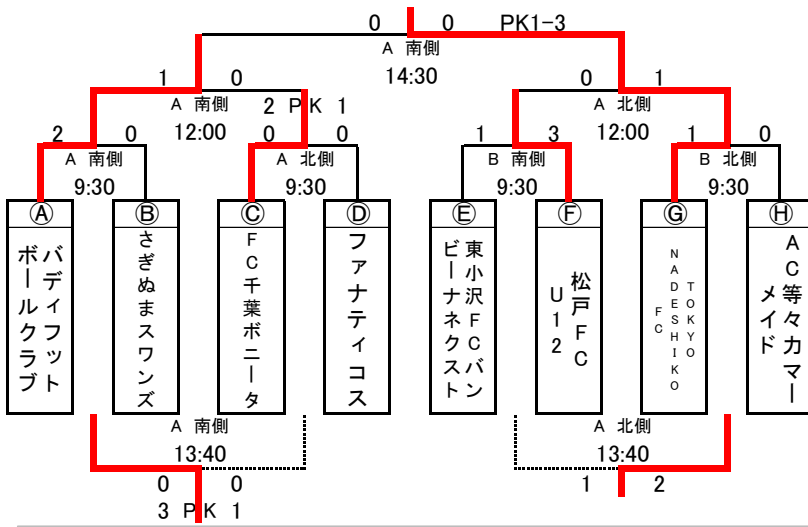 0 0 PK1-3
A 南側
14:30
1 0 0 1
A 南側 A 北側
12:00 12:00
2 PK 1
2 0 0 0 1 3 1 0
A 南側 A 北側 B 南側 B 北側
9:30 9:30 9:30 9:30
Ⓐ Ⓑ Ⓒ Ⓓ Ⓔ Ⓕ Ⓖ Ⓗ
バディフット
ボールクラブ
さぎぬまスワンズ
FC千葉ボニータ
ファナティコス
東小沢FCバン
ビーナネクスト
松戸FC
U12
TOKYO
NADESHIKO
FC
AC等々力マー
メイド
A 南側 A 北側
13:40 13:40
0 0 1 2
3 PK 1